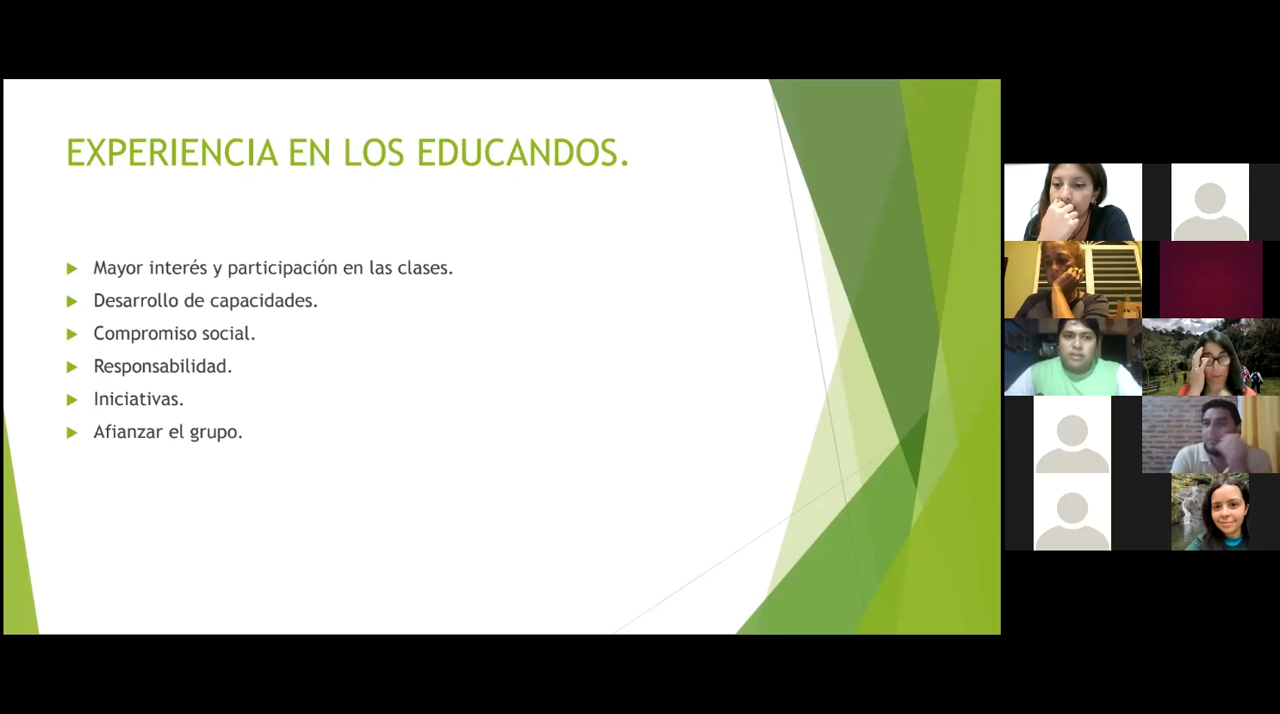 EXPERIENCIA EN LOS EDUCANDOS.
Mayor interés y participación en las clases.
Desarrollo de capacidades.
Compromiso social.
Responsabilidad.
Iniciativas.
Afianzar el grupo.